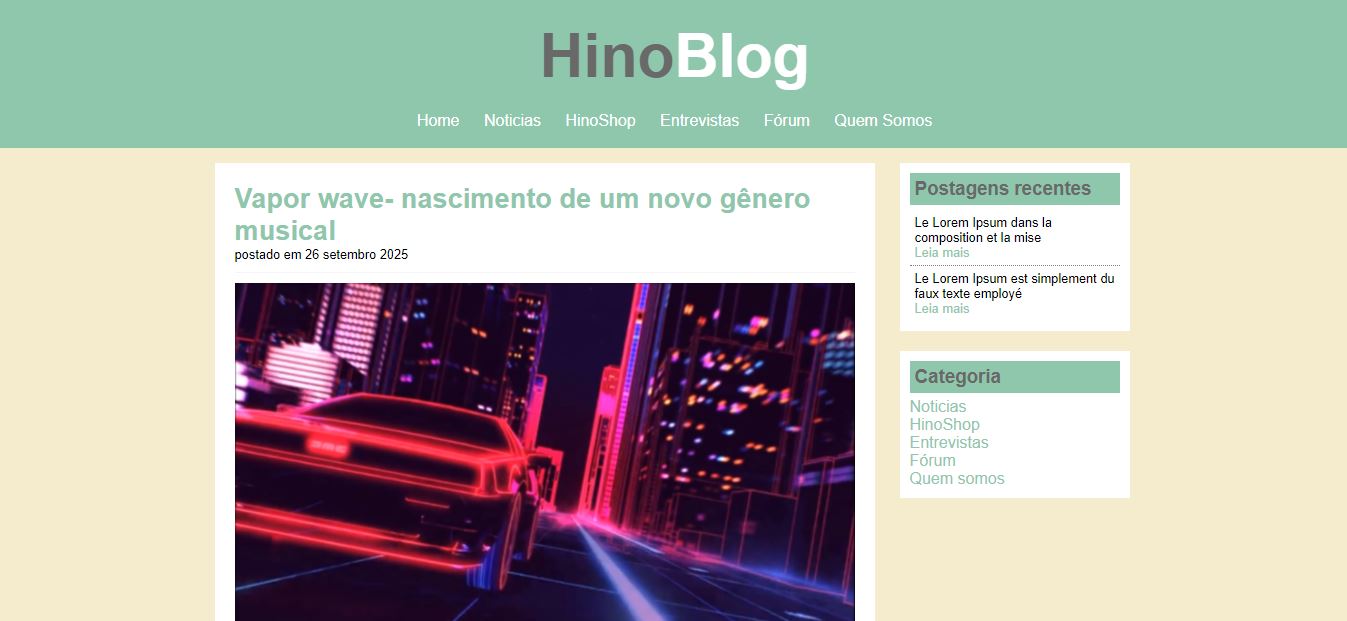 HinoBlog
Home Noticias HinoShop Entrevistas Fórum Quem Somos
Vapor wave- nascimento de um novo gênero
musical
postado em 26 setembro 2025
Postagens recentes
Le Lorem Ipsum dans la
composition et la mise
Leia mais
Le Lorem Ipsum est simplement du
faux texte employé
Leia mais
Categoria
Noticias
HinoShop
Entrevistas
Fórum
Quem somos